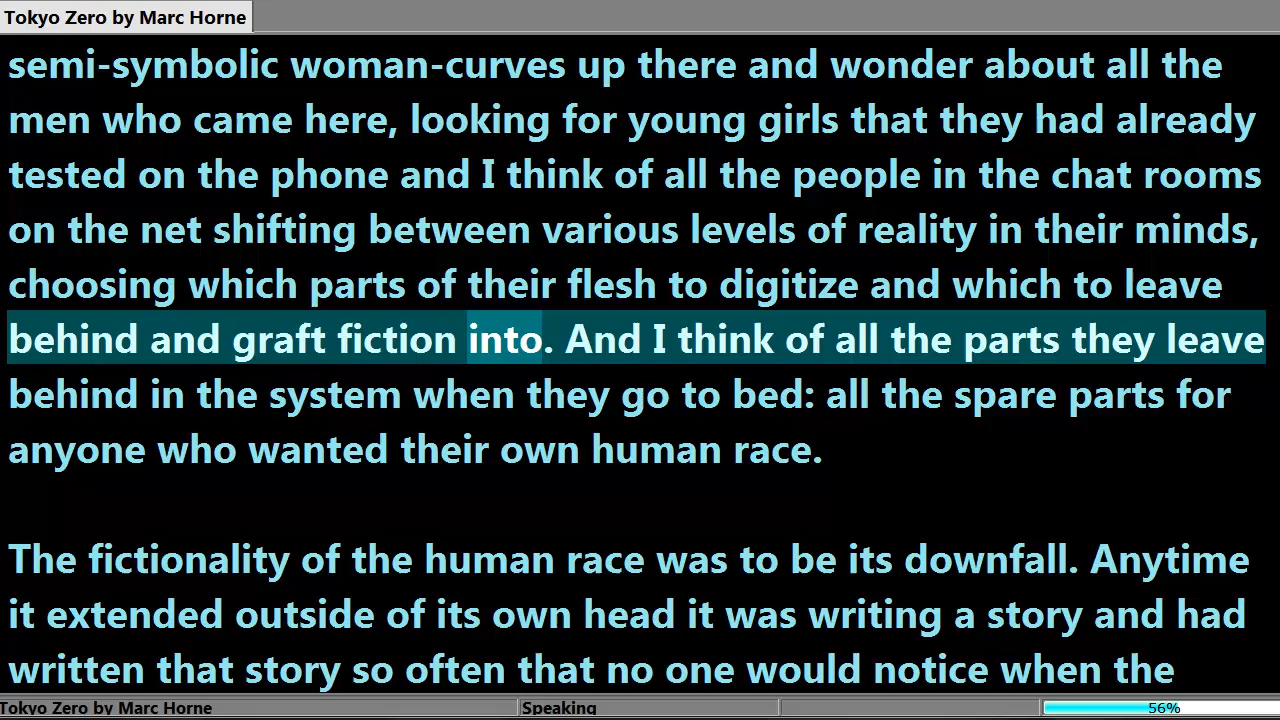 Tokyo Zero by Marc Horne
semi-symbolic woman-curves up there and wonder about all the
men who came here, looking for young girls that they had already
tested on the phone and I think of all the people in the chat rooms
on the net shifting between various levels of reality in their minds,
choosing which parts of their flesh to digitize and which to leave
behind and graft fiction into. And I think of all the parts they leave
behind in the system when they go to bed: all the spare parts for
anyone who wanted their own human race.
The fictionality of the human race was to be its downfall. Anytime
it extended outside of its own head it was writing a story and had
written that story so often that no one would notice when the
Tokyo Zero by Marc Horne
Speaking
56%